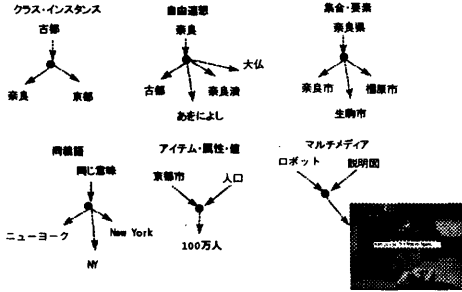 クラス・インスタンス
古都
奈良
京都
自由連想
奈良
大仏
古都
奈良漬
あをによし
集合・要素
奈良県
奈良市
橿原市
生駒市
同義語
同じ意味
ニューヨーク
New York
NY
アイテム・属性・値
京都市
人口
100万人
マルチメディア
ロボット
説明図